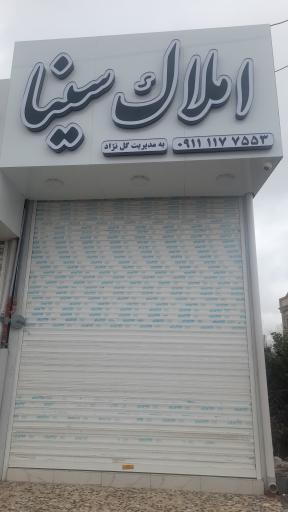 املاک سینا
به مدیریت گل نژاد
۰۹۱۱ ۱۱۷ ۷۵۵۳